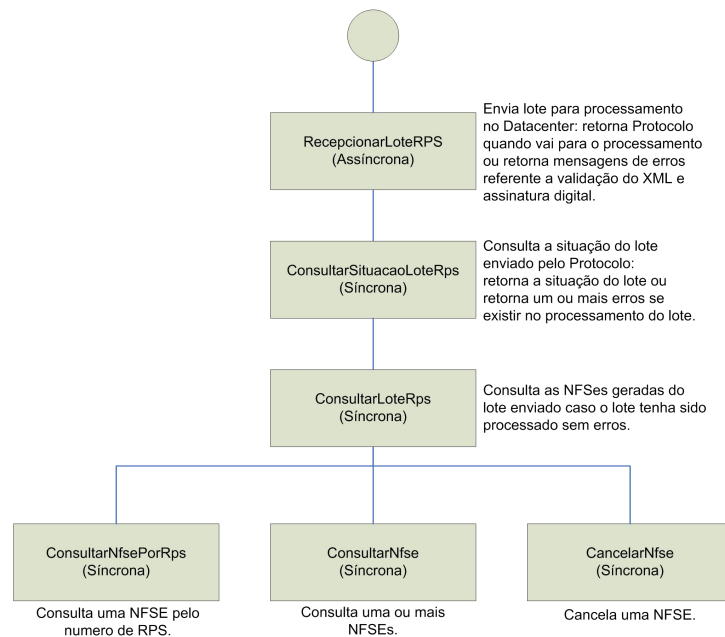 RecepcionarLoteRPS
(Assíncrona)
Envia lote para processamento
no Datacenter: retorna Protocolo
quando vai para o processamento
ou retorna mensagens de erros
referente a validação do XML e
assinatura digital.
ConsultarSituacaoLoteRps
(Síncrona)
Consulta a situação do lote
enviado pelo Protocolo:
retorna a situação do lote ou
retorna um ou mais erros se
existir no processamento do lote.
ConsultarLoteRps
(Síncrona)
Consulta as NFSes geradas do
lote enviado caso o lote tenha sido
processado sem erros.
ConsultarNfsePorRps
(Síncrona)
Consulta uma NFSE pelo
numero de RPS.
ConsultarNfse
(Síncrona)
Consulta uma ou mais
NFSEs.
CancelarNfse
(Síncrona)
Cancela uma NFSE.